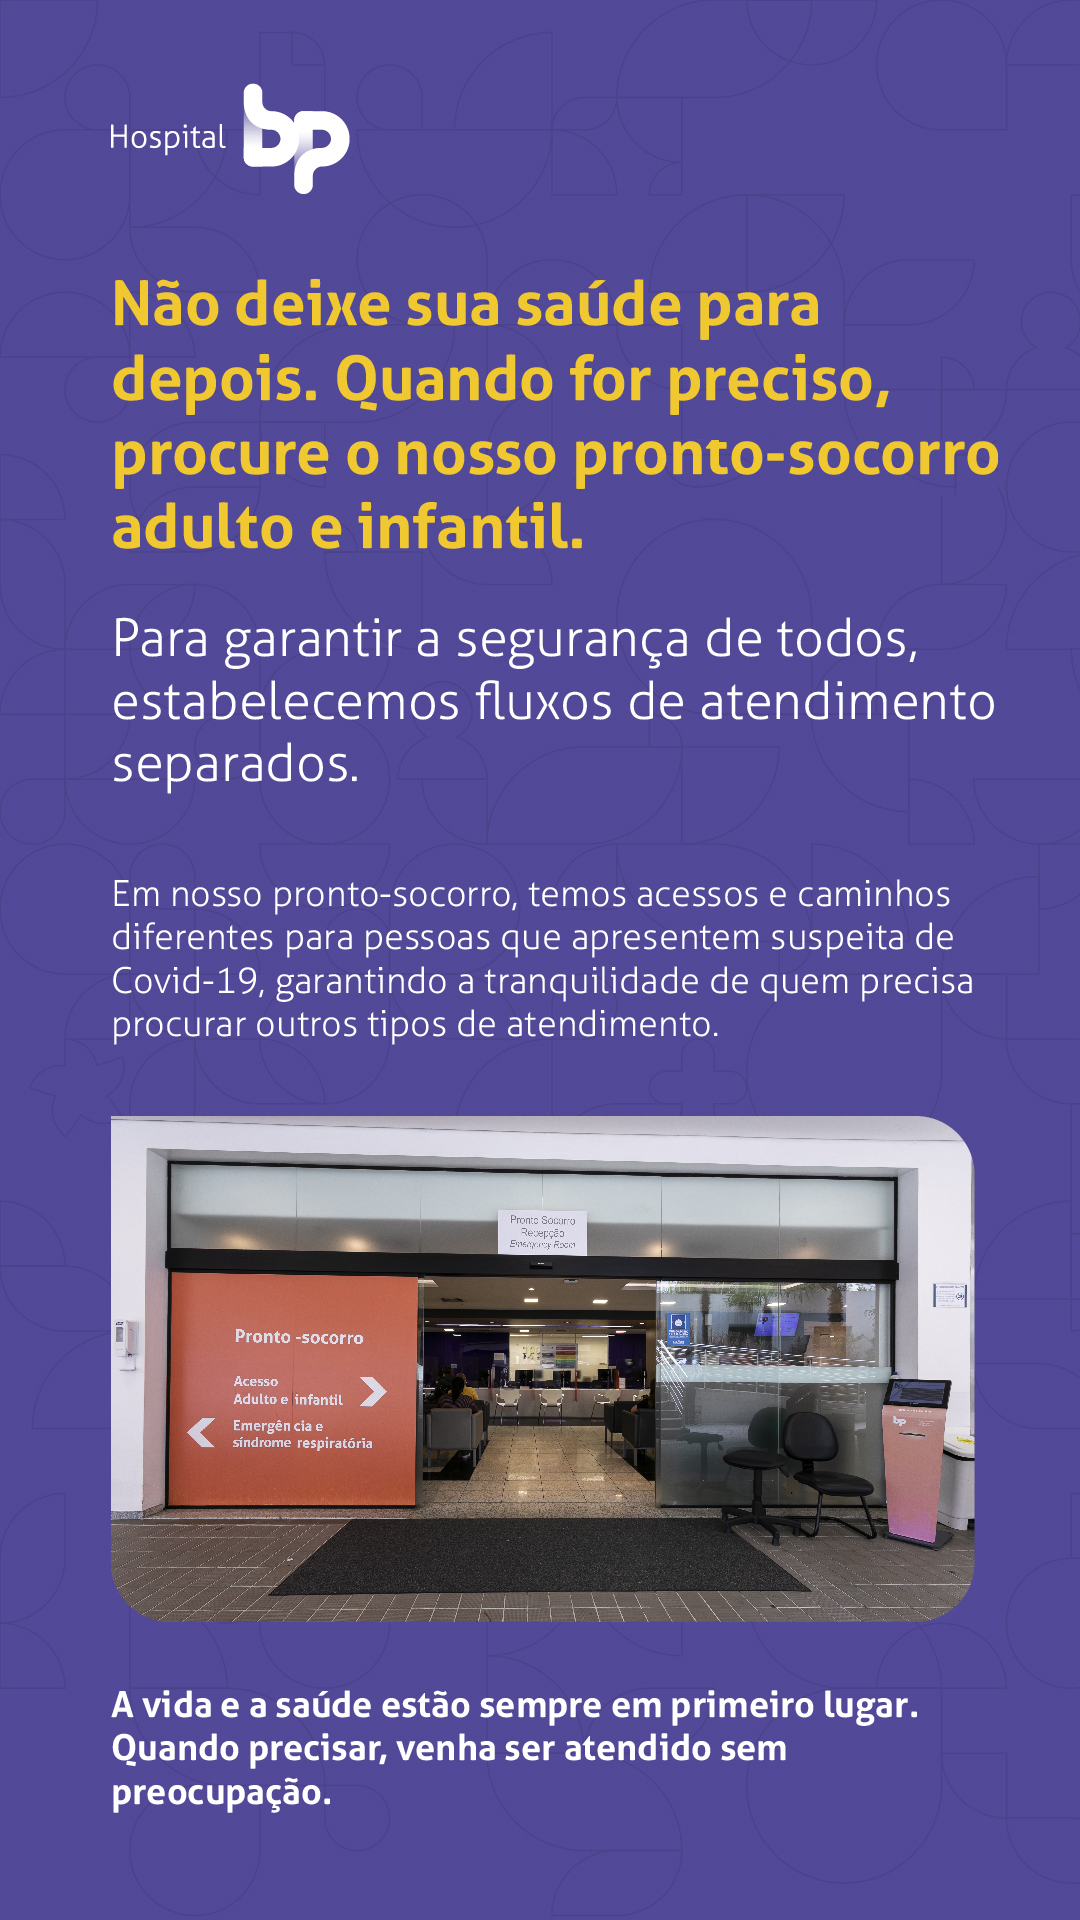 Hospital bp
Não deixe sua saúde para
depois. Quando for preciso,
procure o nosso pronto-socorro
adulto e infantil.
Para garantir a segurança de todos,
estabelecemos fluxos de atendimento
separados.
Em nosso pronto-socorro, temos acessos e caminhos
diferentes para pessoas que apresentem suspeita de
Covid-19, garantindo a tranquilidade de quem precisa
procurar outros tipos de atendimento.
Pronto Socorro
Recepção
Emergency Room
Pronto -socorro
Acesso
Adulto e infantil
Emergên cia e
síndrome respiratória
bp
A vida e a saúde estão sempre em primeiro lugar.
Quando precisar, venha ser atendido sem
preocupação.